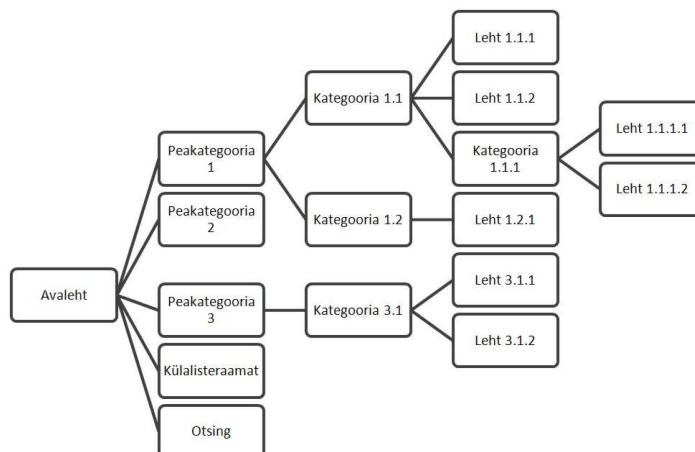 Avaleht
Peakategooria
1
Peakategooria
2
Peakategooria
3
Külalisteraamat
Otsing
Kategooria 1.1
Kategooria 1.2
Kategooria 3.1
Leht 1.1.1
Leht 1.1.2
Kategooria
1.1.1
Leht 1.2.1
Leht 3.1.1
Leht 3.1.2
Leht 1.1.1.1
Leht 1.1.1.2